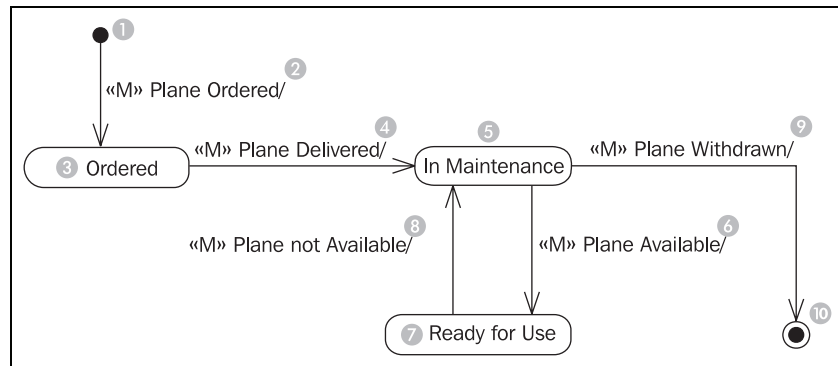 1
«M» Plane Ordered/ 2
3 Ordered
«M» Plane Delivered/ 4
5
In Maintenance
«M» Plane Withdrawn/ 9
«M» Plane not Available/ 8
«M» Plane Available/ 6
7 Ready for Use
10